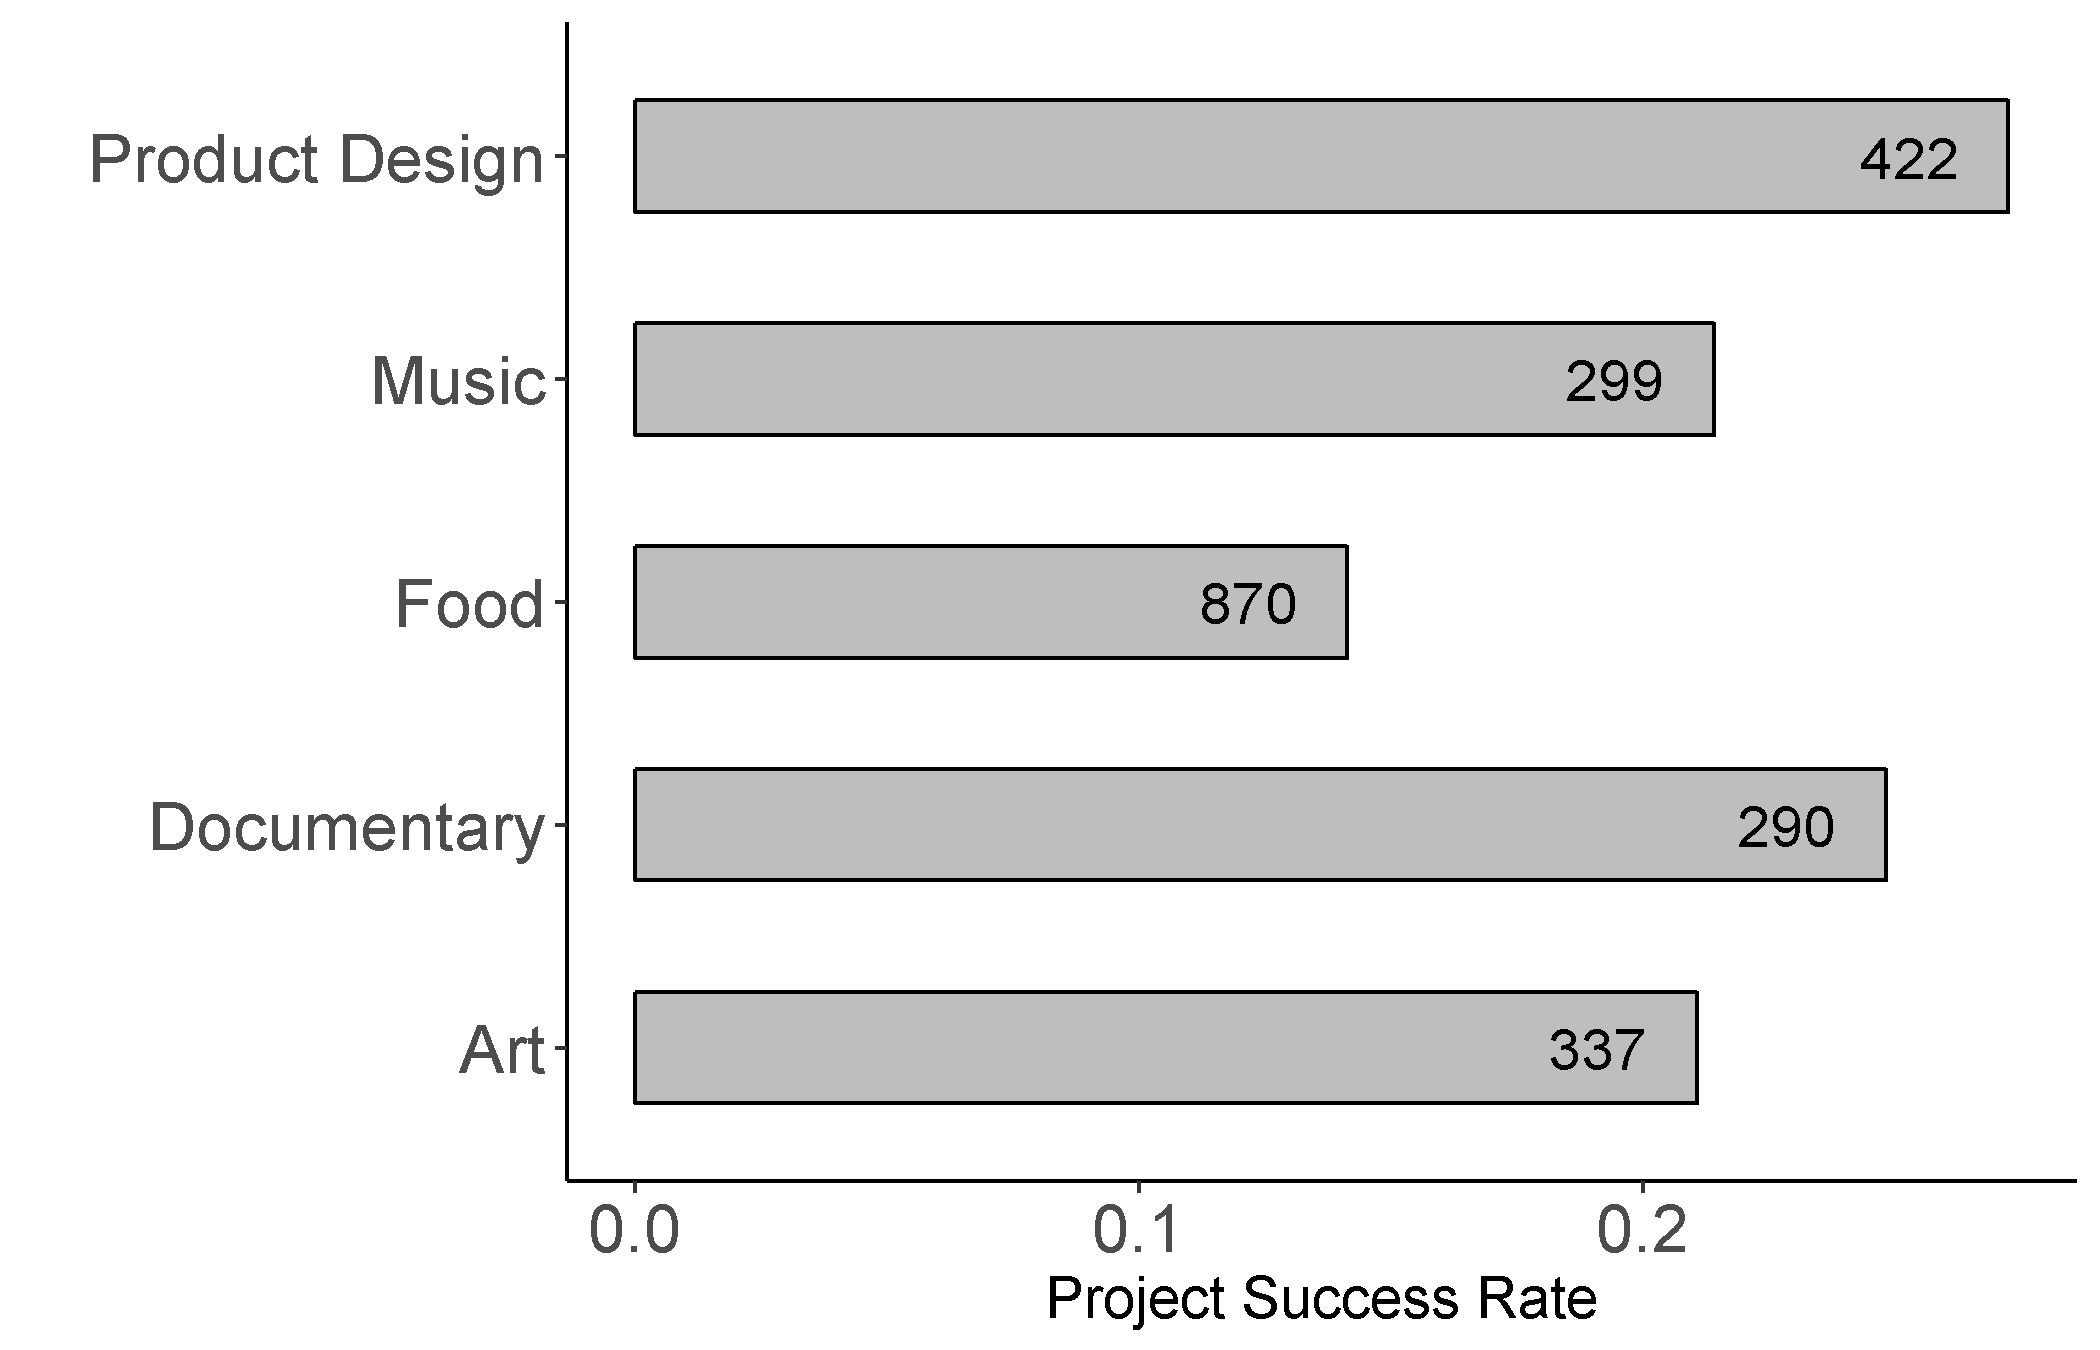 Product Design
422
Music
299
Food
870
Documentary
290
Art
337
0.0 0.1 0.2
Project Success Rate